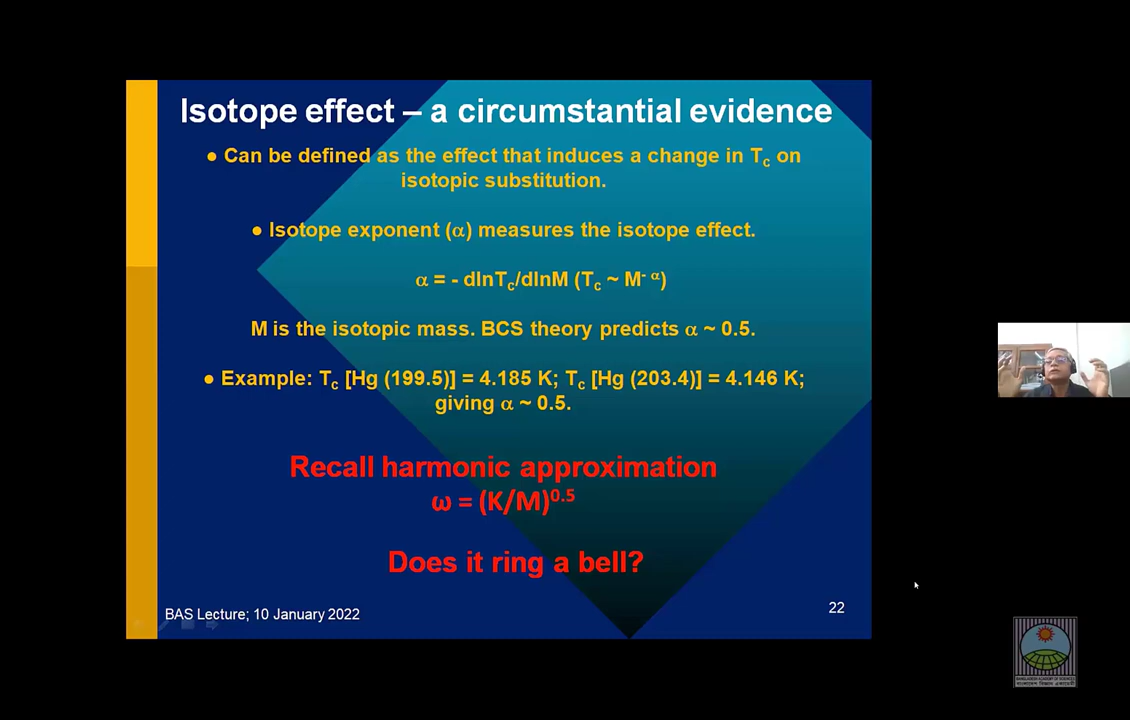 Isotope effect – a circumstantial evidence
● Can be defined as the effect that induces a change in Tc on
isotopic substitution.
● Isotope exponent (α) measures the isotope effect.
α = - dlnTc/dlnM (Tc ~ M- α)
M is the isotopic mass. BCS theory predicts α ~ 0.5.
● Example: Tc [Hg (199.5)] = 4.185 K; Tc [Hg (203.4)] = 4.146 K;
giving α ~ 0.5.
Recall harmonic approximation
ω = (K/M)0.5
Does it ring a bell?
BAS Lecture; 10 January 2022
22